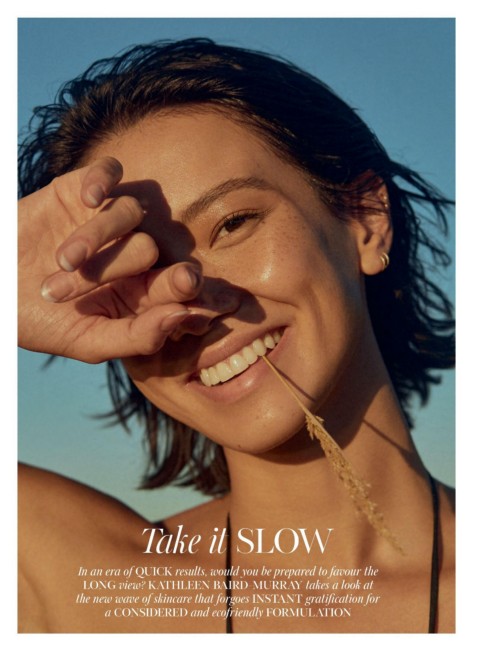 Take it SLOW
In an era of QUICK results, would you be prepared to favour the
LONG view? KATHLEEN BAIRD-MURRAY takes a look at
the new wave of skincare that forgoes INSTANT gratification for
a CONSIDERED and ecofriendly FORMULATION